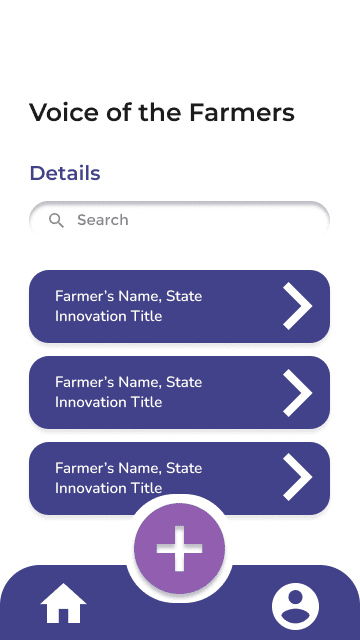 Voice of the Farmers
Details
Search
Farmer’s Name, State
Innovation Title
Farmer’s Name, State
Innovation Title
Farmer’s Name, State
Innovation Title